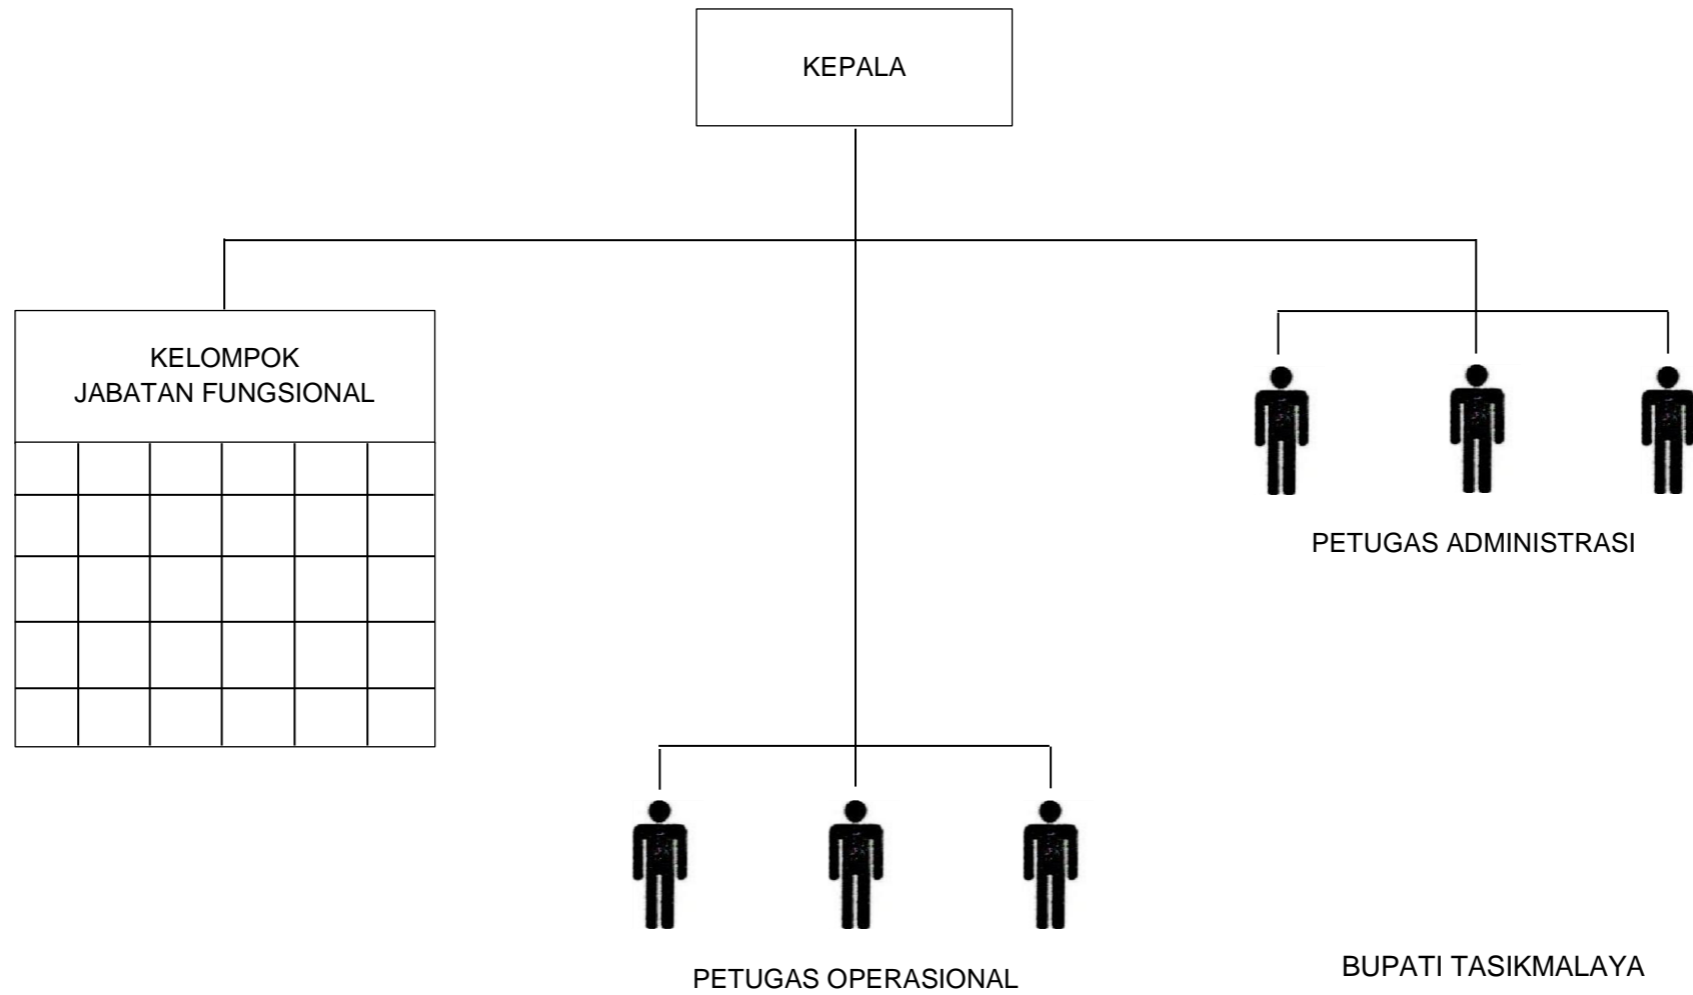 KEPALA
KELOMPOK
JABATAN FUNGSIONAL
PETUGAS ADMINISTRASI
PETUGAS OPERASIONAL
BUPATI TASIKMALAYA